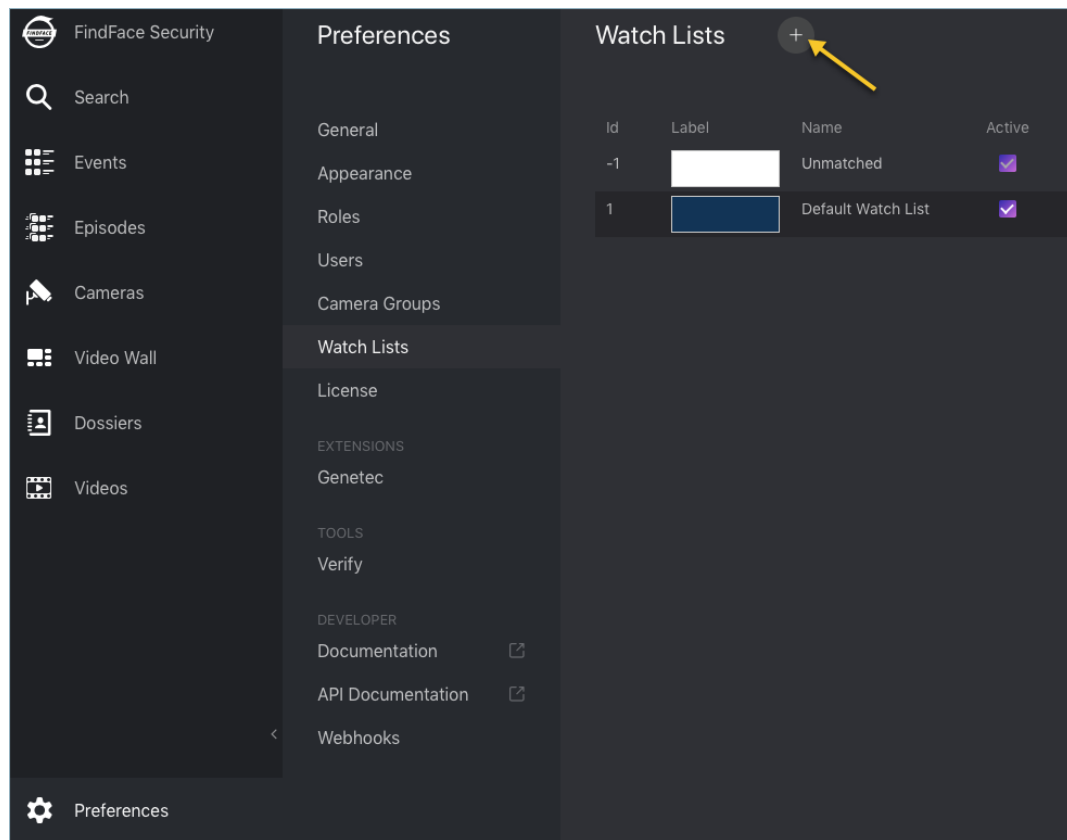 FINDFACE
FindFace Security
Search
Events
Episodes
Cameras
Video Wall
Dossiers
Videos
Preferences
Preferences
General
Appearance
Roles
Users
Camera Groups
Watch Lists
License
EXTENSIONS
Genetec
TOOLS
Verify
DEVELOPER
Documentation
API Documentation
Webhooks
Watch Lists +
Id Label Name Active
-1 Unmatched
1 Default Watch List